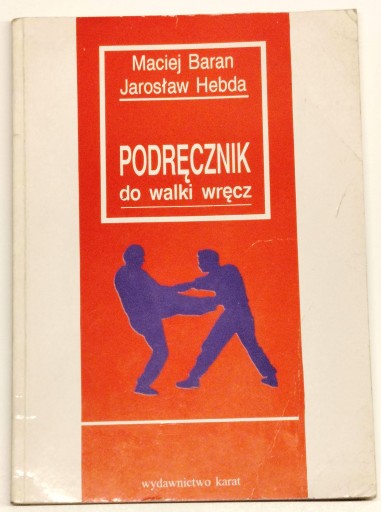 Maciej Baran
Jarosław Hebda
PODRĘCZNIK
do walki wręcz
wydawnictwo karat